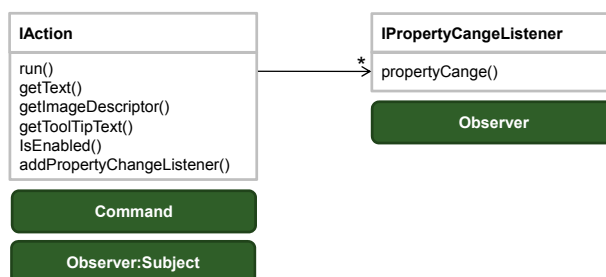 IAction
run()
getText()
getImageDescriptor()
getToolTipText()
IsEnabled()
addPropertyChangeListener()
*
IPropertyCangeListener
propertyCange()
Observer
Command
Observer:Subject